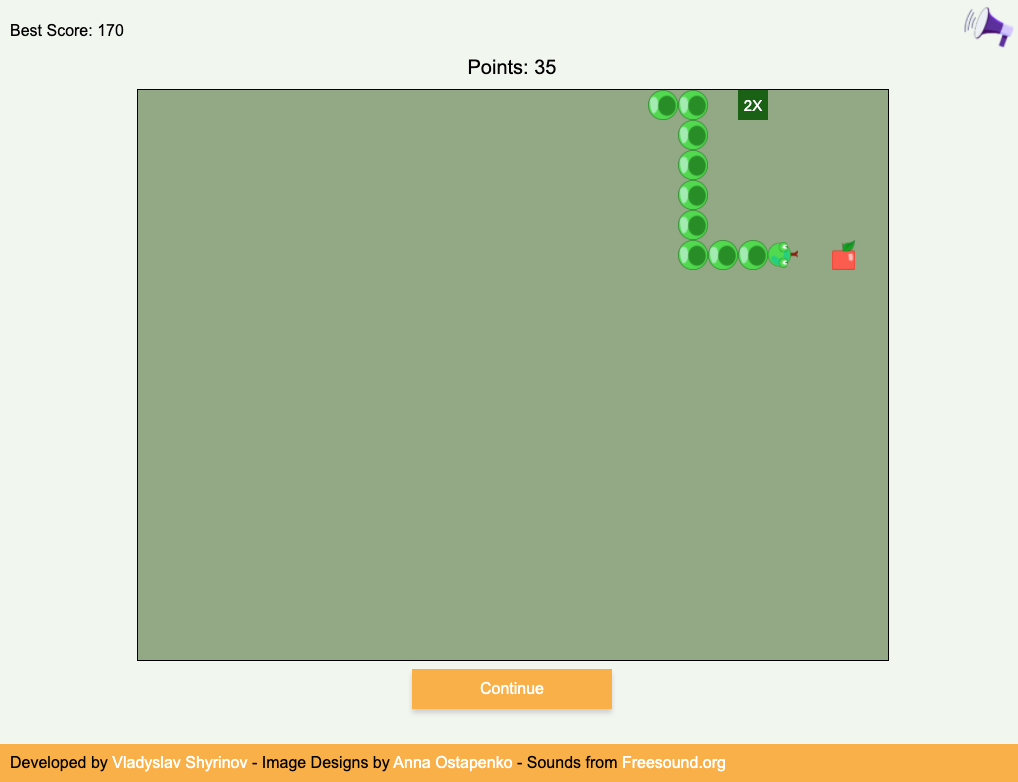 Best Score: 170
Points: 35
2X
Continue
Developed by Vladyslav Shyrinov - Image Designs by Anna Ostapenko - Sounds from Freesound.org